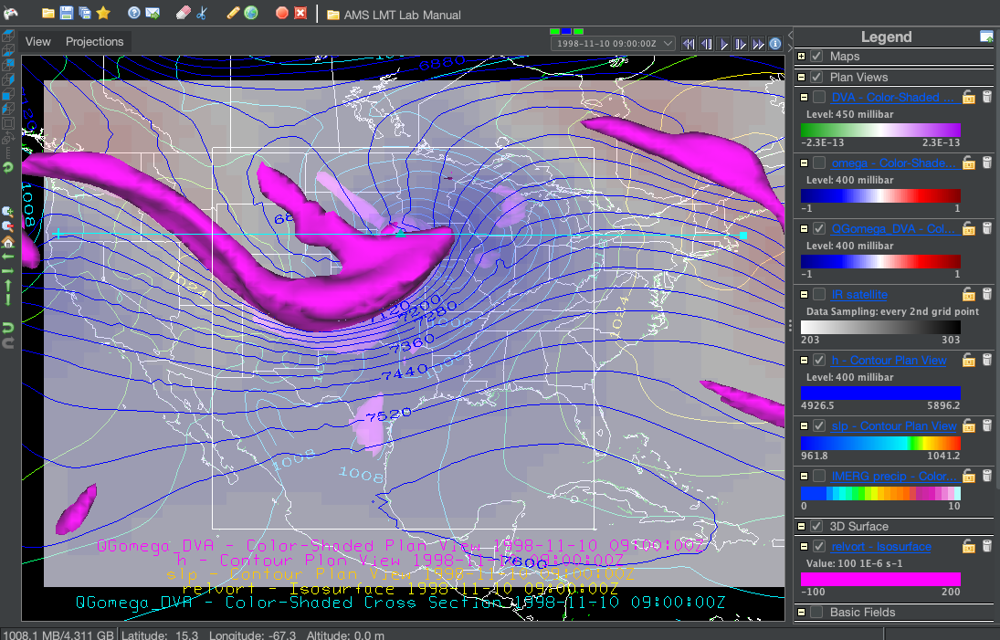 AMS LMT Lab Manual
View Projections
1998-11-10 09:00:00Z
6880
1008
68
1024
7120
7200
7280
7360
7440
7520
1024
1008
1008
7600
QGomega_DVA - Color-Shaded Plan View 1998-11-10 09:00:00Z
h - Contour Plan View 1998-11-10 09:00:00Z
slp - Contour Plan View 1998-11-10 09:00:00Z
relvort - Isosurface 1998-11-10 09:00:00Z
QGomega_DVA - Color-Shaded Cross Section 1998-11-10 09:00:00Z
Legend
Maps
Plan Views
DVA - Color-Shaded ...
Level: 450 millibar
-2.3E-13 2.3E-13
omega - Color-Shade...
Level: 400 millibar
-1 1
QGomega_DVA - Col...
Level: 400 millibar
-1 1
IR satellite
Data Sampling: every 2nd grid point
203 303
h - Contour Plan View
Level: 400 millibar
4926.5 5896.2
slp - Contour Plan View
961.8 1041.2
IMERG precip - Color...
0 10
3D Surface
relvort - Isosurface
Value: 100 1E-6 s-1
-100 200
Basic Fields
1008.1 MB/4.311 GB Latitude: 15.3 Longitude: -67.3 Altitude: 0.0 m